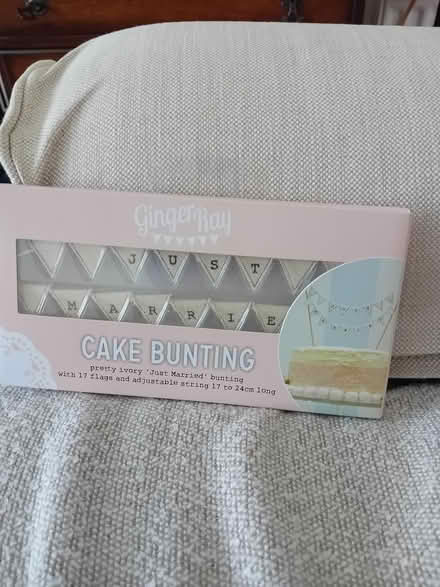 Ginger Ray
JUST
MARRIE
CAKE BUNTING
pretty ivory 'Just Married' bunting
with 17 flags and adjustable string 17 to 24cm long